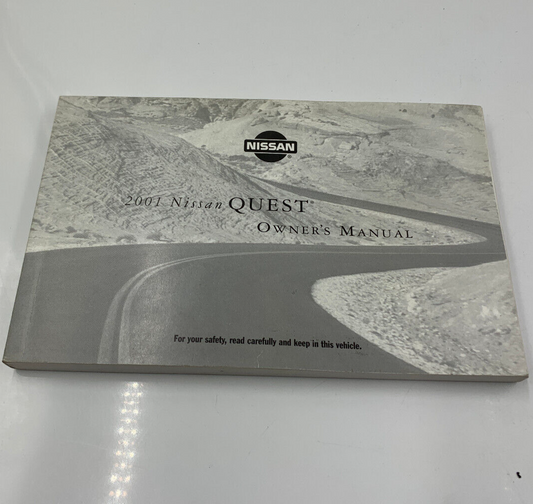 NISSAN®
2001 Nissan QUEST®
OWNER'S MANUAL
For your safety, read carefully and keep in this vehicle.